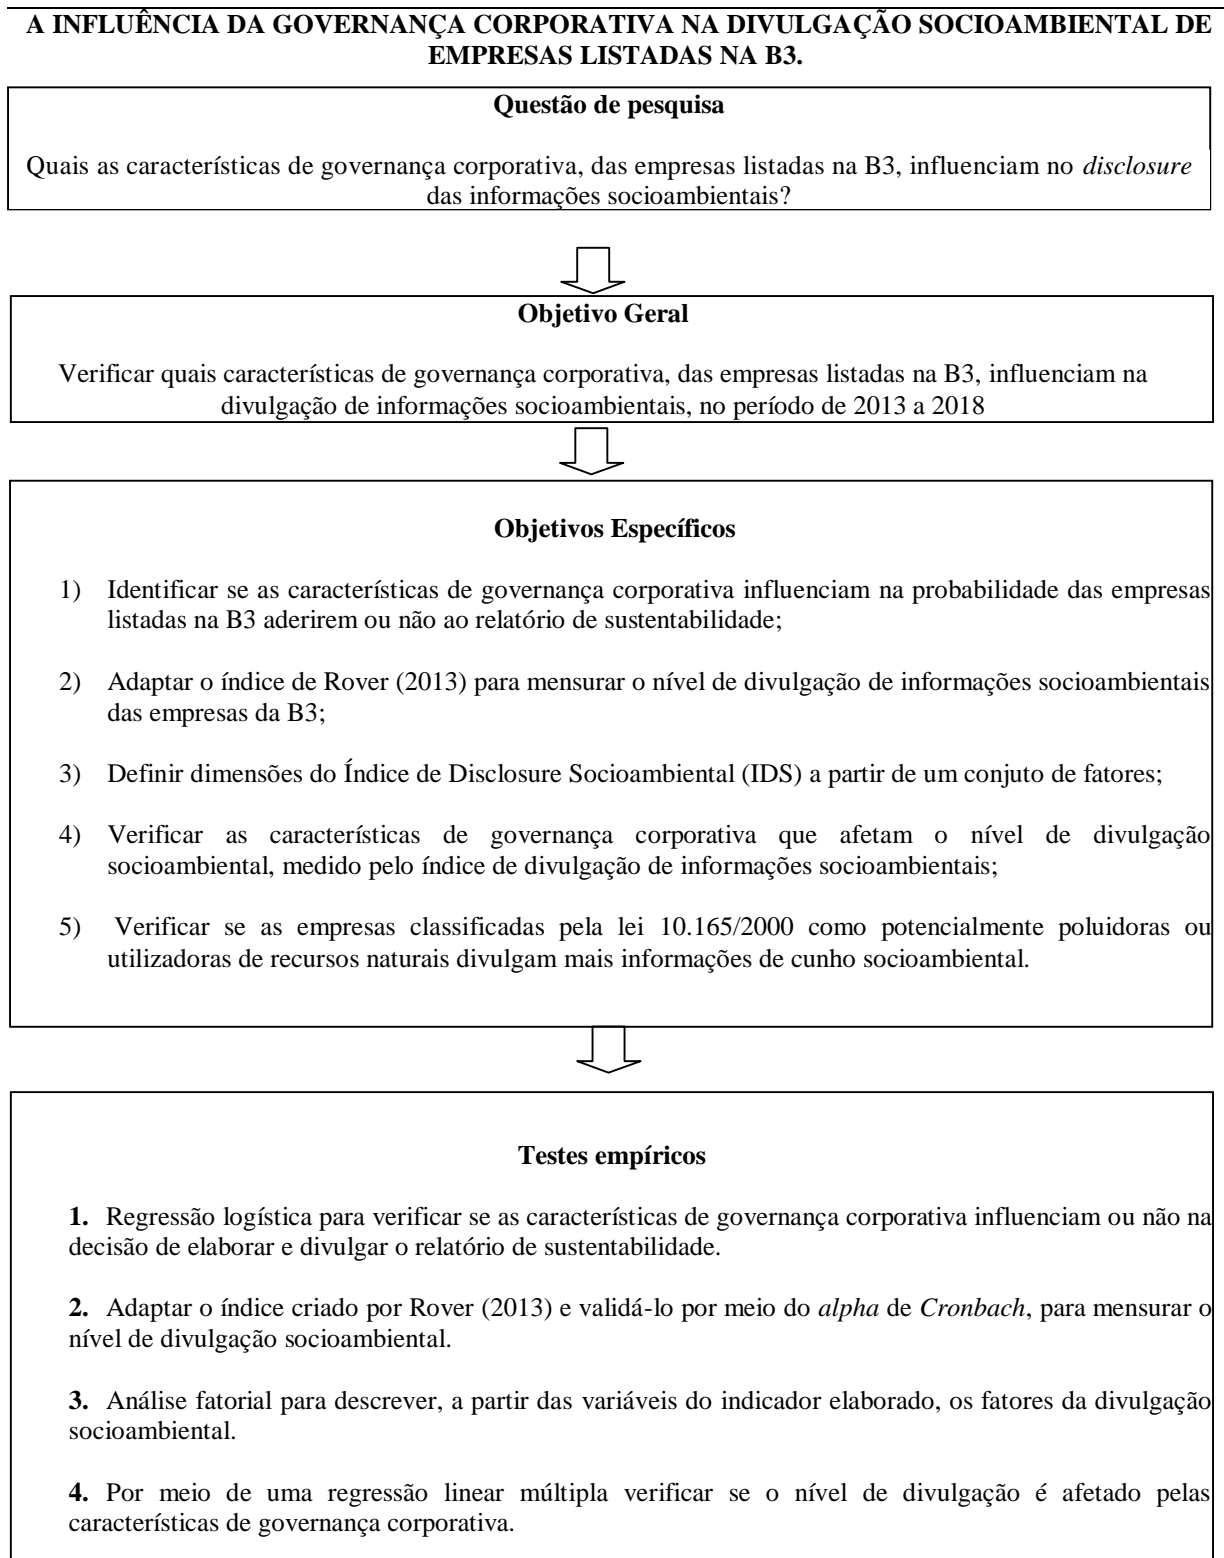 A INFLUÊNCIA DA GOVERNANÇA CORPORATIVA NA DIVULGAÇÃO SOCIOAMBIENTAL DE
EMPRESAS LISTADAS NA B3.
Questão de pesquisa
Quais as características de governança corporativa, das empresas listadas na B3, influenciam no disclosure
das informações socioambientais?
Objetivo Geral
Verificar quais características de governança corporativa, das empresas listadas na B3, influenciam na
divulgação de informações socioambientais, no período de 2013 a 2018
Objetivos Específicos
1) Identificar se as características de governança corporativa influenciam na probabilidade das empresas
listadas na B3 aderirem ou não ao relatório de sustentabilidade;
2) Adaptar o índice de Rover (2013) para mensurar o nível de divulgação de informações socioambientais
das empresas da B3;
3) Definir dimensões do Índice de Disclosure Socioambiental (IDS) a partir de um conjuto de fatores;
4) Verificar as características de governança corporativa que afetam o nível de divulgação
socioambiental, medido pelo índice de divulgação de informações socioambientais;
5) Verificar se as empresas classificadas pela lei 10.165/2000 como potencialmente poluidoras ou
utilizadoras de recursos naturais divulgam mais informações de cunho socioambiental.
Testes empíricos
1. Regressão logística para verificar se as características de governança corporativa influenciam ou não na
decisão de elaborar e divulgar o relatório de sustentabilidade.
2. Adaptar o índice criado por Rover (2013) e validá-lo por meio do alpha de Cronbach, para mensurar o
nível de divulgação socioambiental.
3. Análise fatorial para descrever, a partir das variáveis do indicador elaborado, os fatores da divulgação
socioambiental.
4. Por meio de uma regressão linear múltipla verificar se o nível de divulgação é afetado pelas
características de governança corporativa.